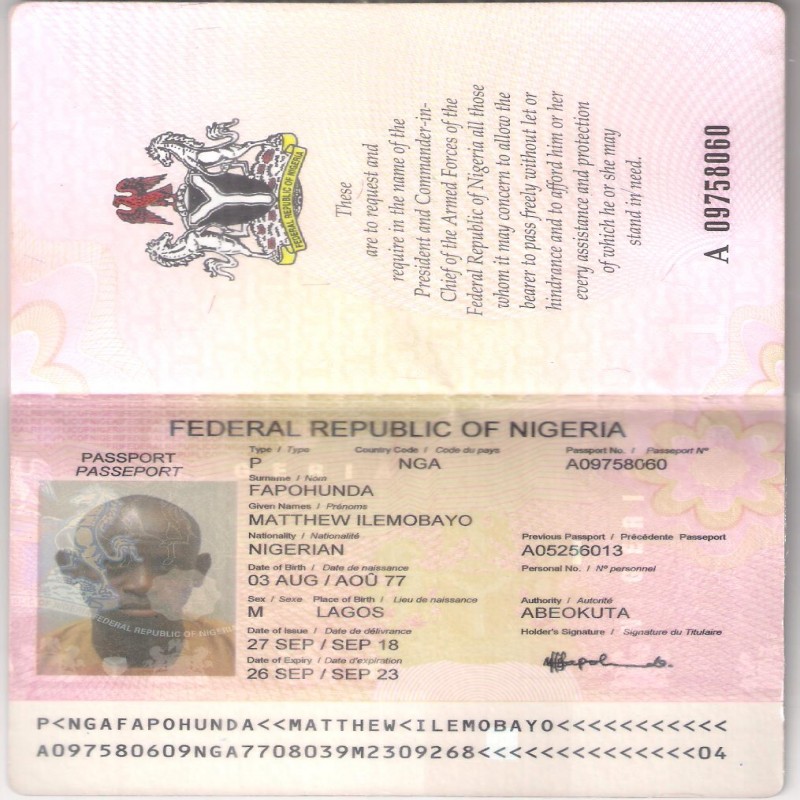 FEDERAL REPUBLIC OF NIGERIA
These
are to request and
require in the name of the
President and Commander-in-
Chief of the Armed Forces of the
Federal Republic of Nigeria all those
whom it may concern to allow the
bearer to pass freely without let or
hindrance and to afford him or her
every assistance and protection
of which he or she may
stand in need.
A 09758060
FEDERAL REPUBLIC OF NIGERIA
PASSPORT
PASSEPORT
Type / Type Country Code / Code du pays Passport No. / Passeport N°
P NGA A09758060
Surname / Nom
FAPOHUNDA
Given Names / Prénoms
MATTHEW ILEMOBAYO
Nationality / Nationalité Previous Passport / Précédente Passeport
NIGERIAN A05256013
Date of Birth / Date de naissance Personal No. / N° personnel
03 AUG / AOÛ 77
Sex / Sexe Place of Birth / Lieu de naissance Authority / Autorité
M LAGOS ABEOKUTA
Date of Issue / Date de délivrance Holder's Signature / Signature du Titulaire
27 SEP / SEP 18
Date of Expiry / Date d'expiration
26 SEP / SEP 23
FEDERAL REPUBLIC OF NIGERIA
P<NGAFAPOHUNDA<<MATTHEW<ILEMOBAYO<<<<<<<<<<<
A097580609NGA7708039M2309268<<<<<<<<<<<<<<04